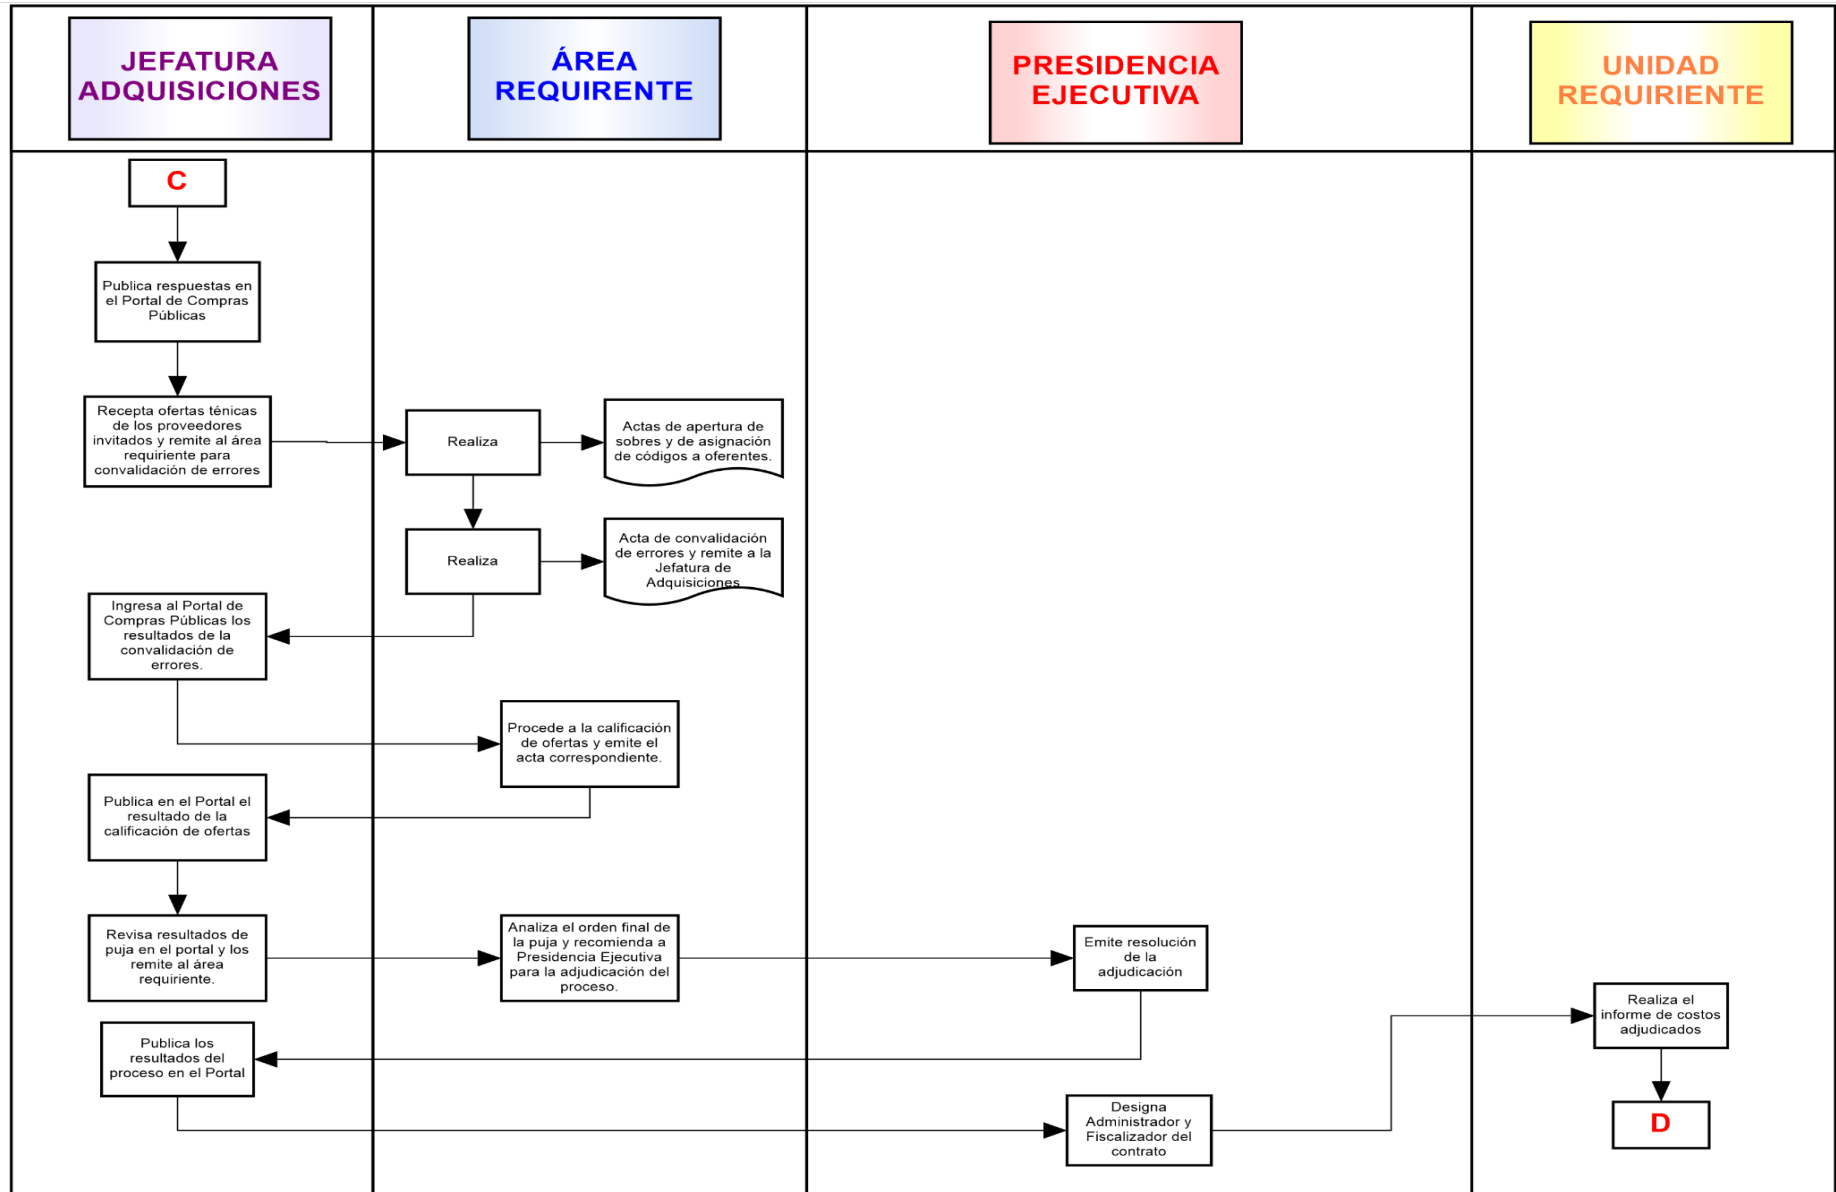 JEFATURA
ADQUISICIONES
ÁREA
REQUIRENTE
PRESIDENCIA
EJECUTIVA
UNIDAD
REQUIRIENTE
C
Publica respuestas en
el Portal de Compras
Públicas
Recepta ofertas ténicas
de los proveedores
invitados y remite al área
requiriente para
convalidación de errores
Realiza
Actas de apertura de
sobres y de asignación
de códigos a oferentes.
Realiza
Acta de convalidación
de errores y remite a la
Jefatura de
Adquisiciones
Ingresa al Portal de
Compras Públicas los
resultados de la
convalidación de
errores.
Procede a la calificación
de ofertas y emite el
acta correspondiente.
Publica en el Portal el
resultado de la
calificación de ofertas
Revisa resultados de
puja en el portal y los
remite al área
requiriente.
Analiza el orden final de
la puja y recomienda a
Presidencia Ejecutiva
para la adjudicación del
proceso.
Emite resolución
de la
adjudicación
Publica los
resultados del
proceso en el Portal
Designa
Administrador y
Fiscalizador del
contrato
Realiza el
informe de costos
adjudicados
D